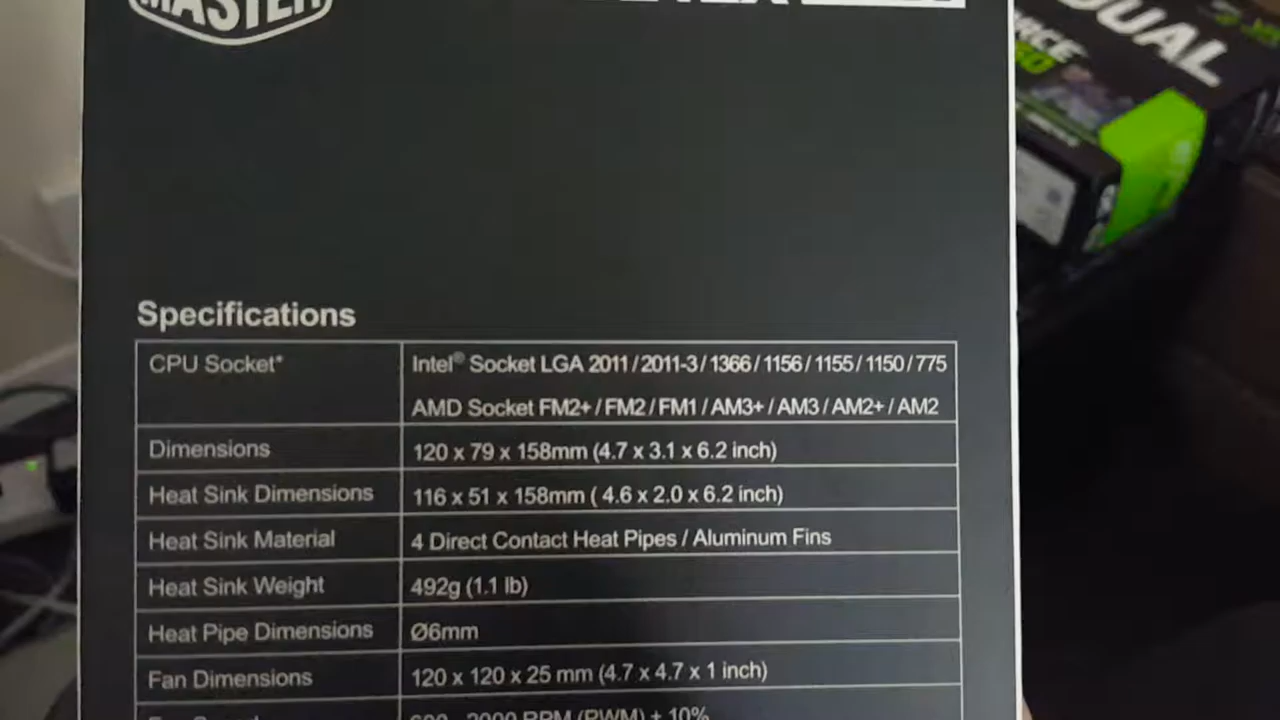 MASTER
DUAL
Specifications
CPU Socket* Intel® Socket LGA 2011 / 2011-3 / 1366 / 1156 / 1155 / 1150 / 775
AMD Socket FM2+ / FM2 / FM1 / AM3+ / AM3 / AM2+ / AM2
Dimensions 120 x 79 x 158mm (4.7 x 3.1 x 6.2 inch)
Heat Sink Dimensions 116 x 51 x 158mm ( 4.6 x 2.0 x 6.2 inch)
Heat Sink Material 4 Direct Contact Heat Pipes / Aluminum Fins
Heat Sink Weight 492g (1.1 lb)
Heat Pipe Dimensions Ø6mm
Fan Dimensions 120 x 120 x 25 mm (4.7 x 4.7 x 1 inch)
2000 RPM (PWM) ± 10%